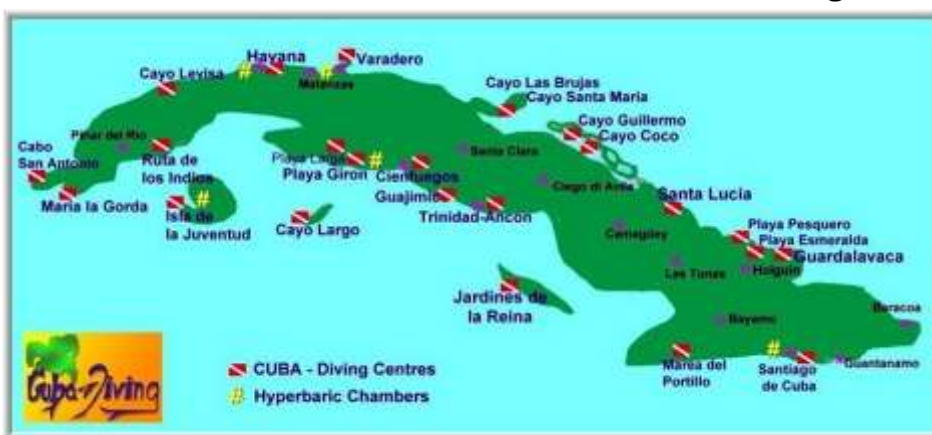 Havana
Varadero
Cayo Levisa
Matanzas
Cayo Las Brujas
Cayo Santa Maria
Cayo Guillermo
Cayo Coco
Pinar del Rio
Cabo
San Antonio
Ruta de
los Indios
Playa Larga
Playa Giron
Cienfuegos
Santa Clara
Guajimico
Ciego di Avila
Maria la Gorda
Isla de
la Juventud
Cayo Largo
Trinidad-Ancon
Santa Lucia
Camagüey
Playa Pesquero
Playa Esmeralda
Guardalavaca
Las Tunas
Holguin
Jardines de
la Reina
Bayamo
Baracoa
Marea del
Portillo
Santiago
de Cuba
Guantanamo
Cuba-Diving
CUBA - Diving Centres
# Hyperbaric Chambers